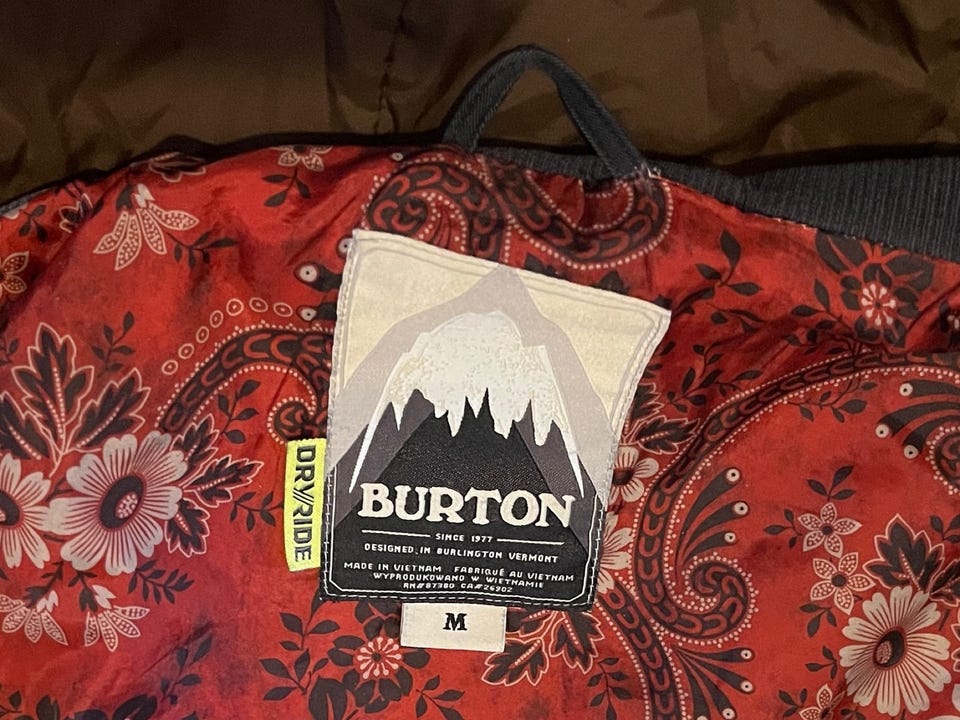 BURTON
SINCE 1977
DESIGNED IN BURLINGTON VERMONT
MADE IN VIETNAM FABRIQUÉ AU VIETNAM
WYPRODUKOWANO W WIETNAMIE
RN#87380 CA#26902
M
DRY//RIDE